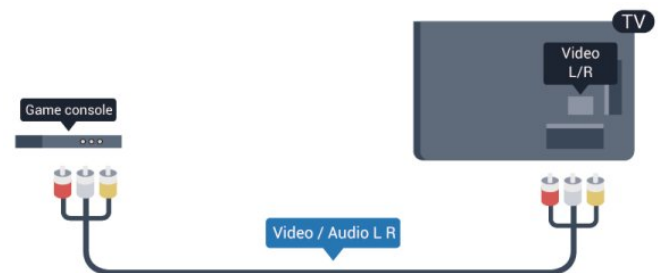 TV
Video
L/R
Game console
Video / Audio L R